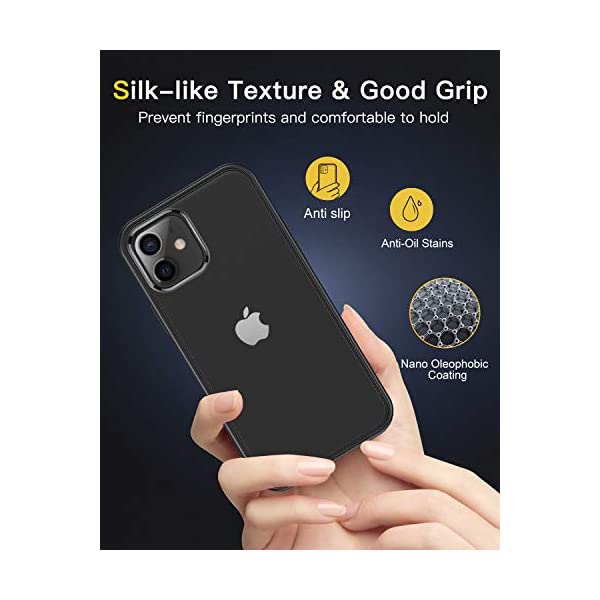 Silk-like Texture & Good Grip
Prevent fingerprints and comfortable to hold
Anti slip
Anti-Oil Stains
Nano Oleophobic
Coating